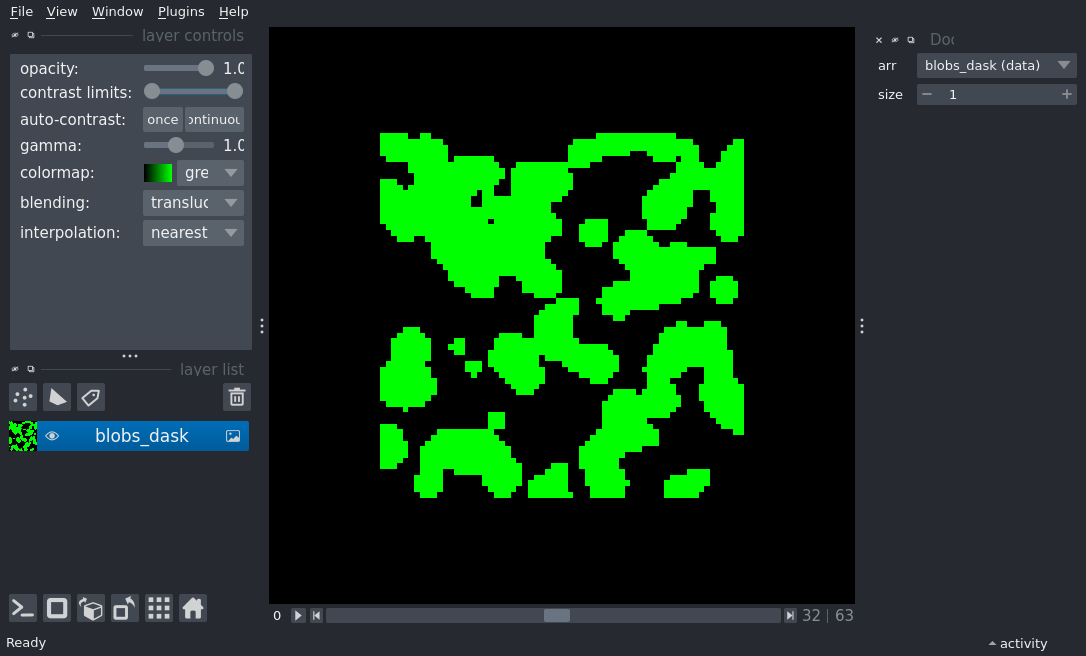 File View Window Plugins Help
layer controls
opacity: 1.0
contrast limits:
auto-contrast: once ontinuou
gamma: 1.0
colormap: gre
blending: transluc
interpolation: nearest
layer list
blobs_dask
Doc
arr blobs_dask (data)
size 1
0 32 | 63
Ready
activity